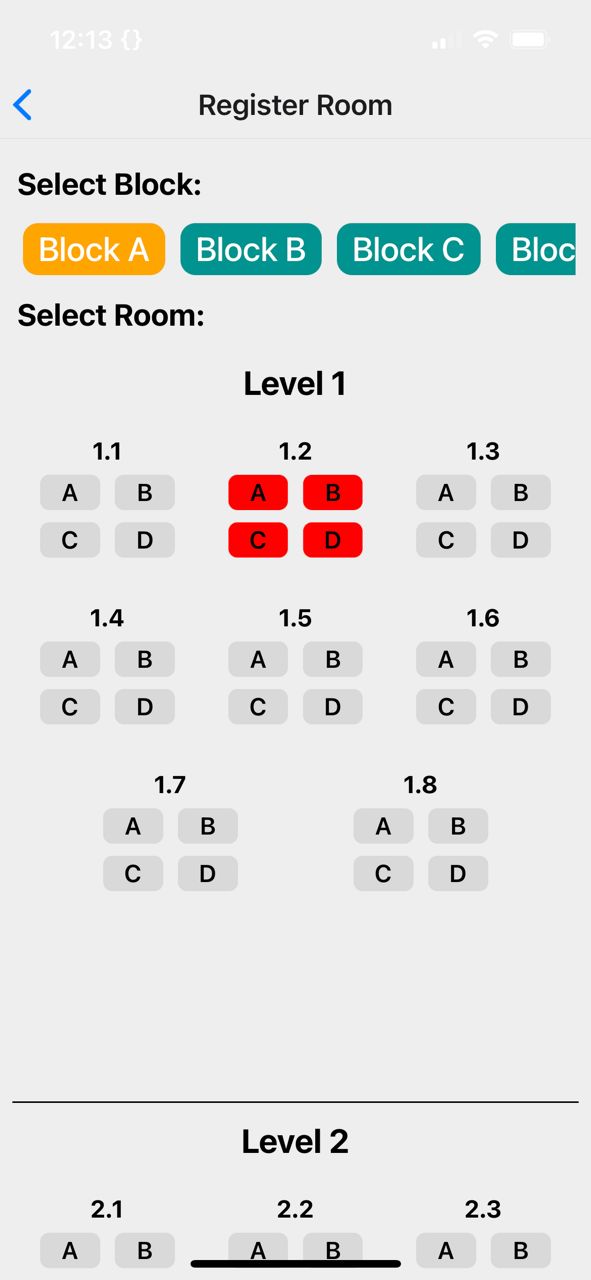 12:13 {}
Register Room
Select Block:
Block A Block B Block C Bloc
Select Room:
Level 1
1.1 1.2 1.3
A B A B A B
C D C D C D
1.4 1.5 1.6
A B A B A B
C D C D C D
1.7 1.8
A B A B
C D C D
Level 2
2.1 2.2 2.3
A B A B A B